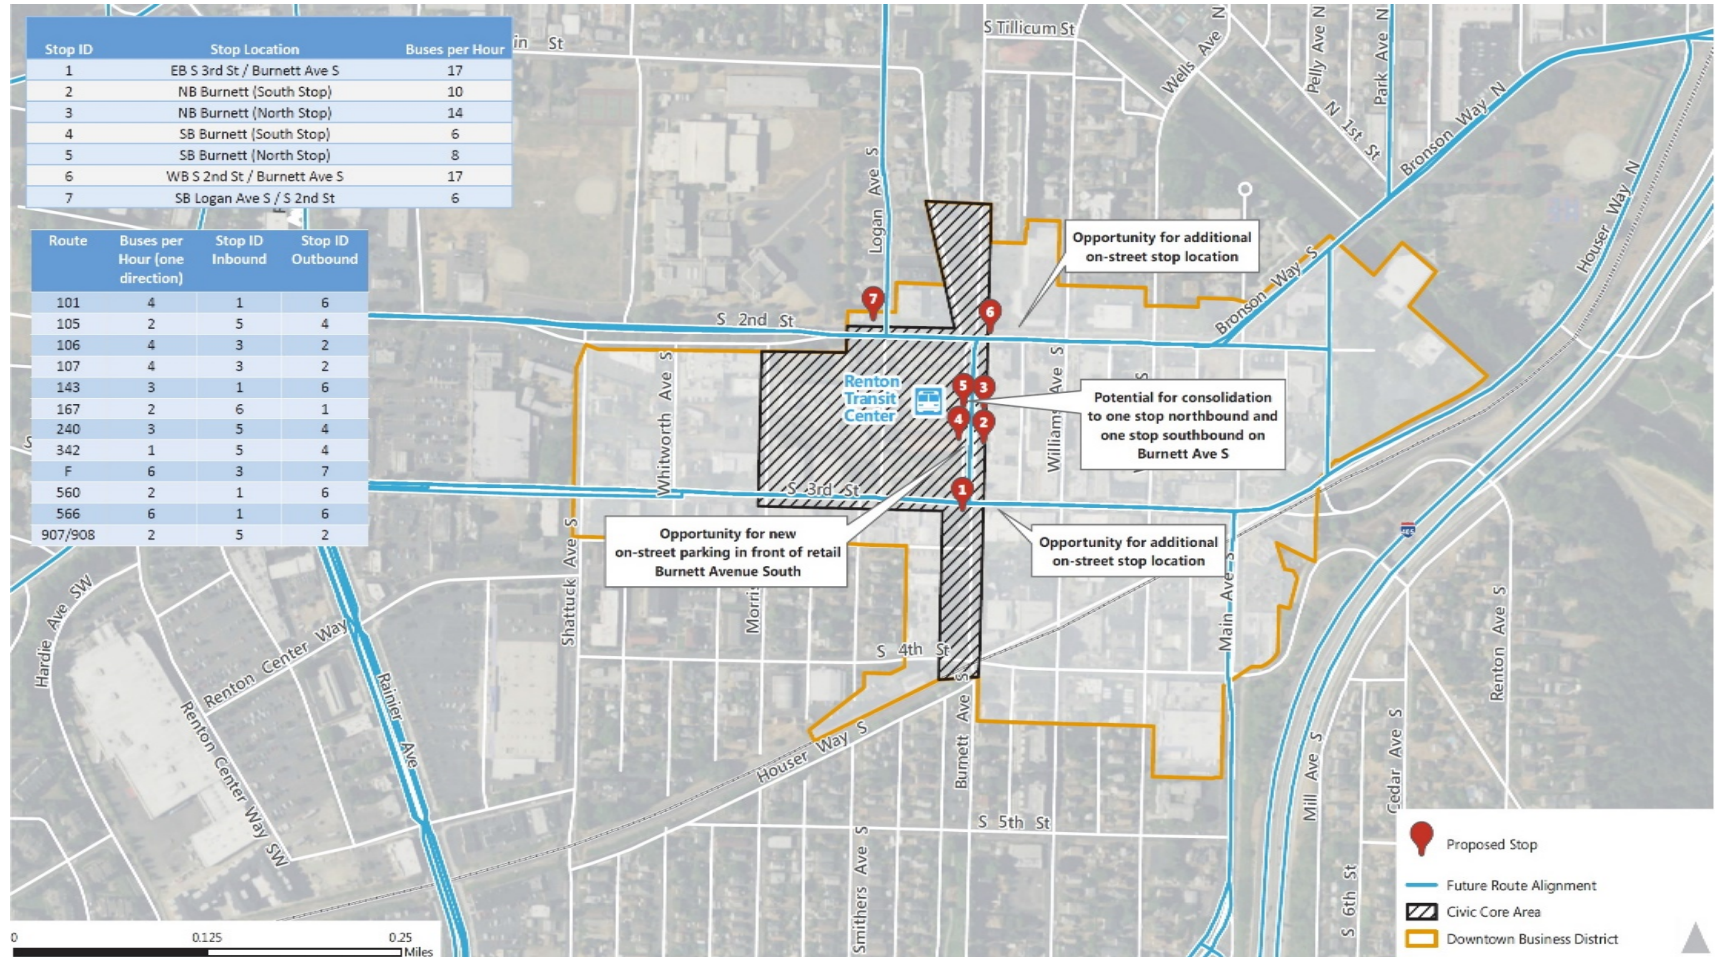 Stop ID Stop Location Buses per Hour
1 EB S 3rd St / Burnett Ave S 17
2 NB Burnett (South Stop) 10
3 NB Burnett (North Stop) 14
4 SB Burnett (South Stop) 6
5 SB Burnett (North Stop) 8
6 WB S 2nd St / Burnett Ave S 17
7 SB Logan Ave S / S 2nd St 6
Route Buses per Hour (one direction) Stop ID Inbound Stop ID Outbound
101 4 1 6
105 2 5 4
106 4 3 2
107 4 3 2
143 3 1 6
167 2 6 1
240 3 5 4
342 1 5 4
F 6 3 7
560 2 1 6
566 6 1 6
907/908 2 5 2
St
S Tillicum St
Wells Ave N
Pelly Ave N
Park Ave N
N 1st St
Bronson Way N
Houser Way N
Logan Ave S
Opportunity for additional
on-street stop location
Bronson Way S
7
6
S 2nd St
Whitworth Ave S
Renton
Transit
Center
5
3
4
2
Williams Ave S
S
Potential for consolidation
to one stop northbound and
one stop southbound on
Burnett Ave S
S 3rd St
1
Opportunity for new
on-street parking in front of retail
Burnett Avenue South
Opportunity for additional
on-street stop location
405
Shattuck Ave S
Main Ave S
Renton Ave S
Hardie Ave SW
Renton Center Way
Rainier Ave
Renton Center Way SW
S 4th St
Houser Way S
Burnett Ave S
Mill Ave S
Cedar Ave S
S 5th St
Smithers Ave S
S 6th St
Proposed Stop
Future Route Alignment
Civic Core Area
Downtown Business District
0 0.125 0.25
Miles